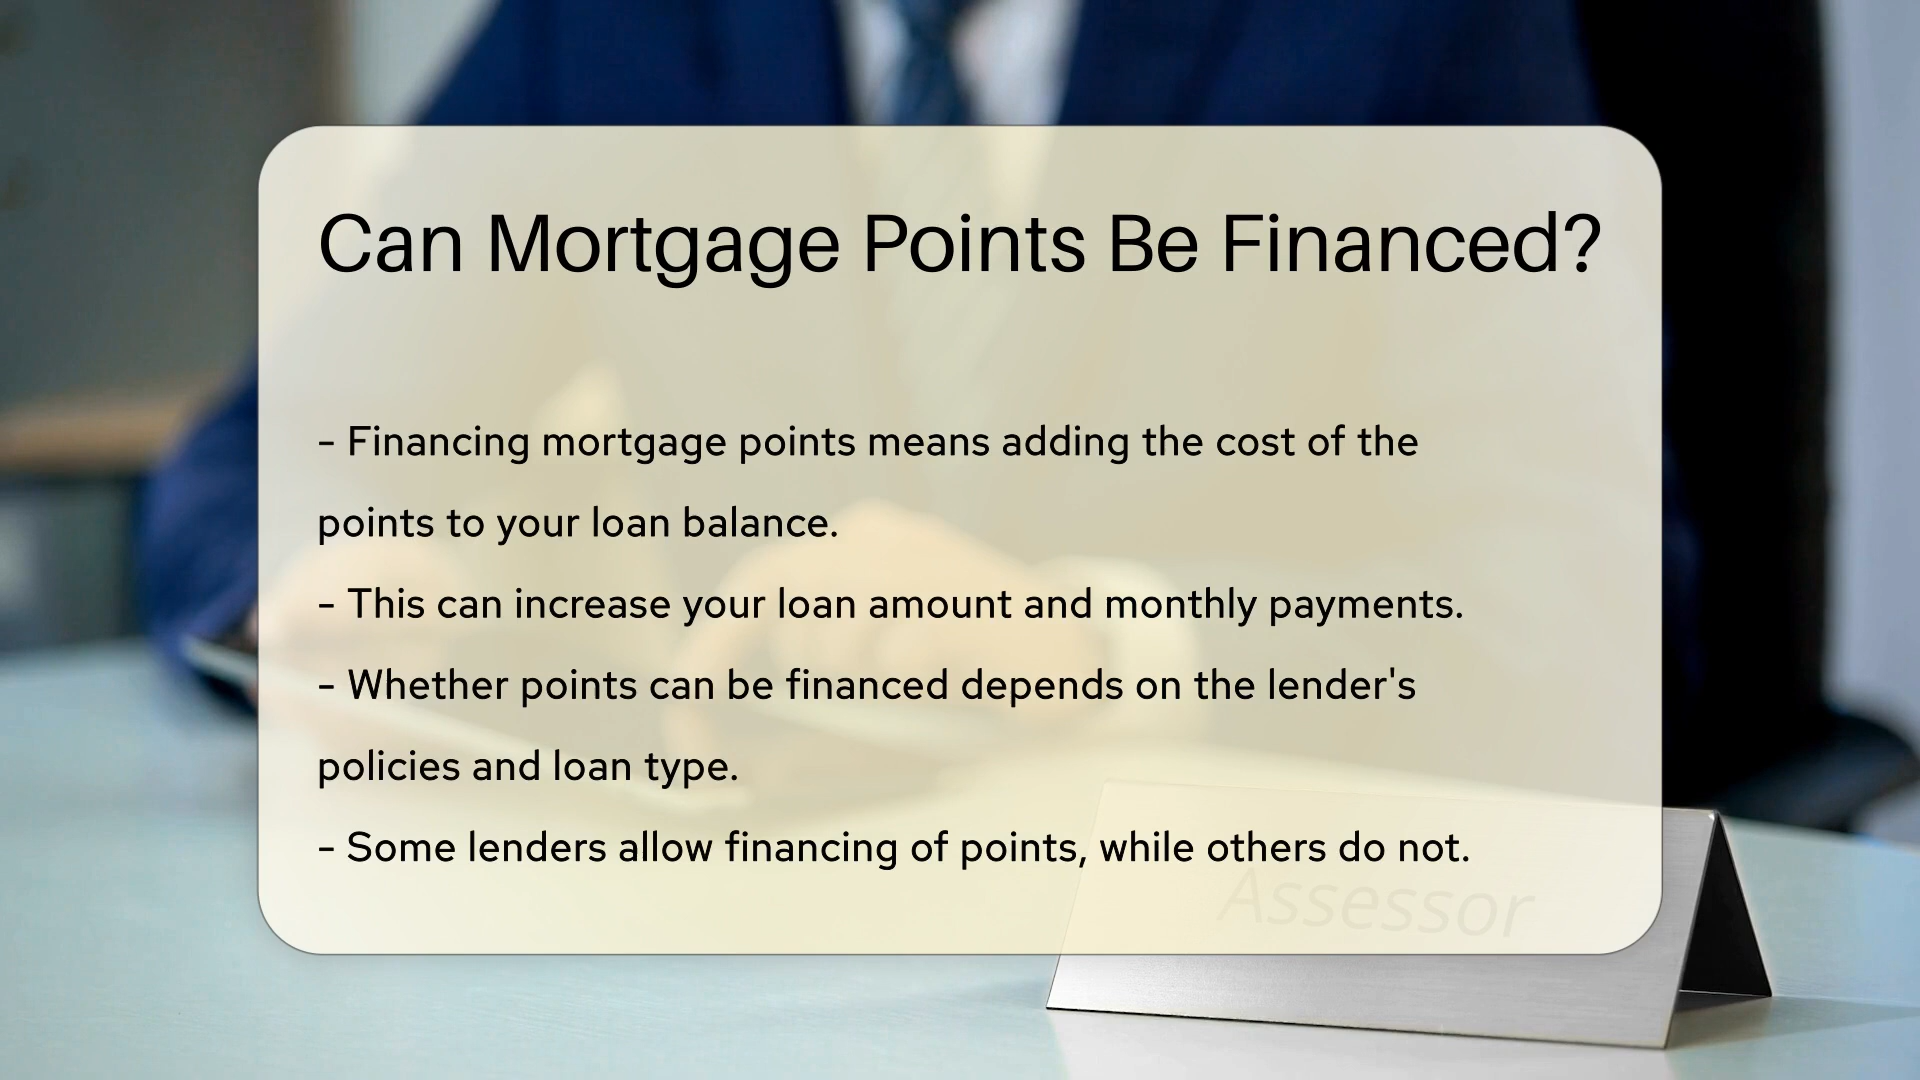 Can Mortgage Points Be Financed?
– Financing mortgage points means adding the cost of the
points to your loan balance.
– This can increase your loan amount and monthly payments.
– Whether points can be financed depends on the lender's
policies and loan type.
– Some lenders allow financing of points, while others do not.
Assessor